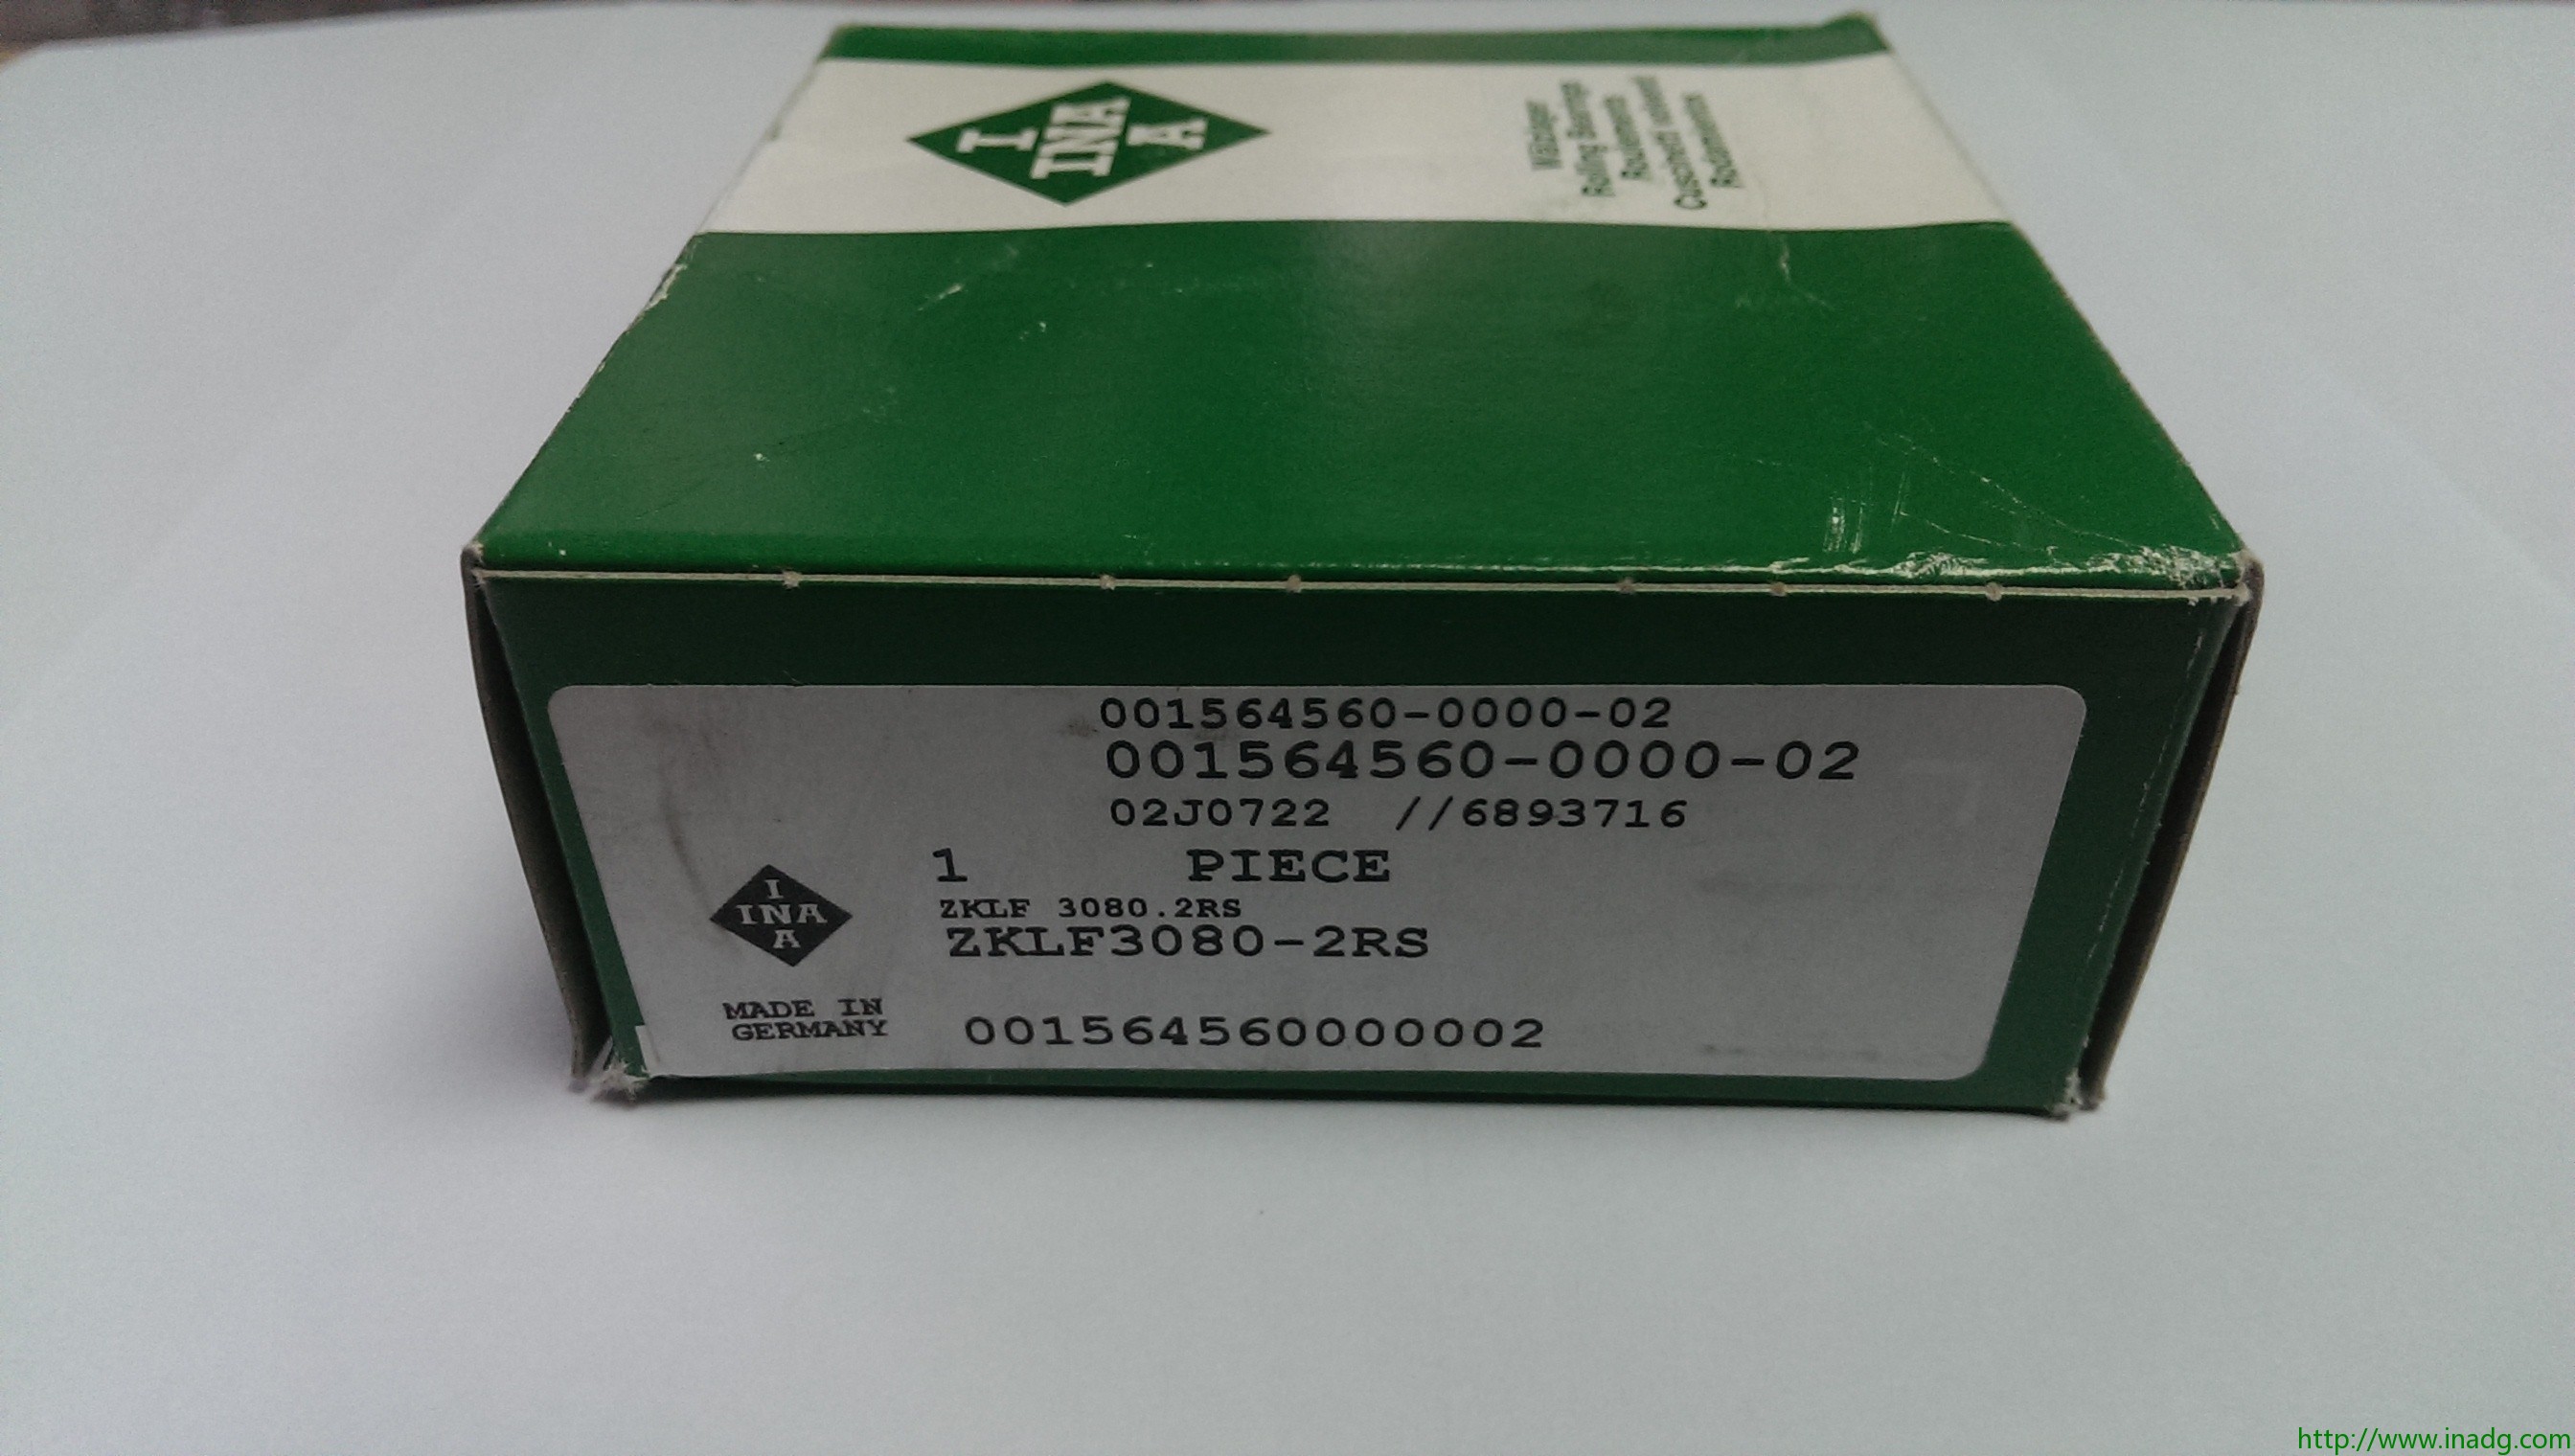 I
INA
A
Wälzlager
Rolling Bearings
Roulements
Cuscinetti volventi
Rodamientos
001564560-0000-02
001564560-0000-02
02J0722 //6893716
1 PIECE
ZKLF 3080.2RS
ZKLF3080-2RS
I
INA
A
MADE IN
GERMANY
001564560000002
http://www.inadg.com